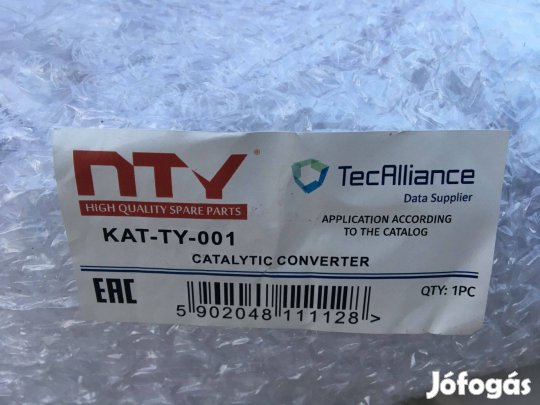 NTY®
HIGH QUALITY SPARE PARTS
TecAlliance
Data Supplier
KAT-TY-001
APPLICATION ACCORDING
TO THE CATALOG
CATALYTIC CONVERTER
EAC
QTY: 1PC
5 902048 111128 >
Jófogás